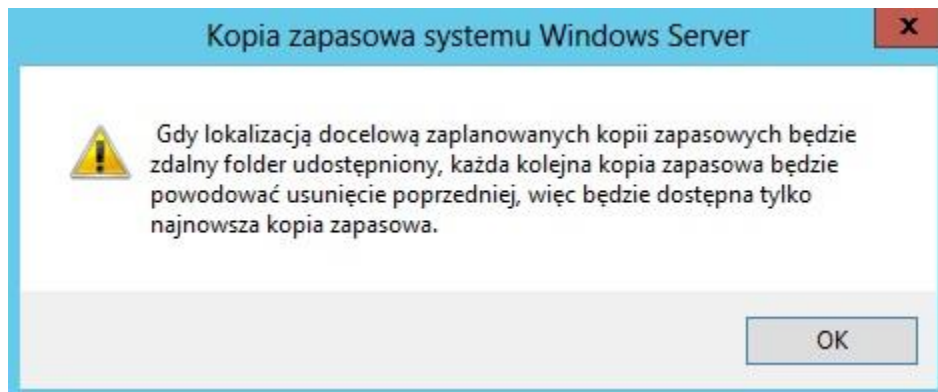 Kopia zapasowa systemu Windows Server
x
Gdy lokalizacją docelową zaplanowanych kopii zapasowych będzie
zdalny folder udostępniony, każda kolejna kopia zapasowa będzie
powodować usunięcie poprzedniej, więc będzie dostępna tylko
najnowsza kopia zapasowa.
OK